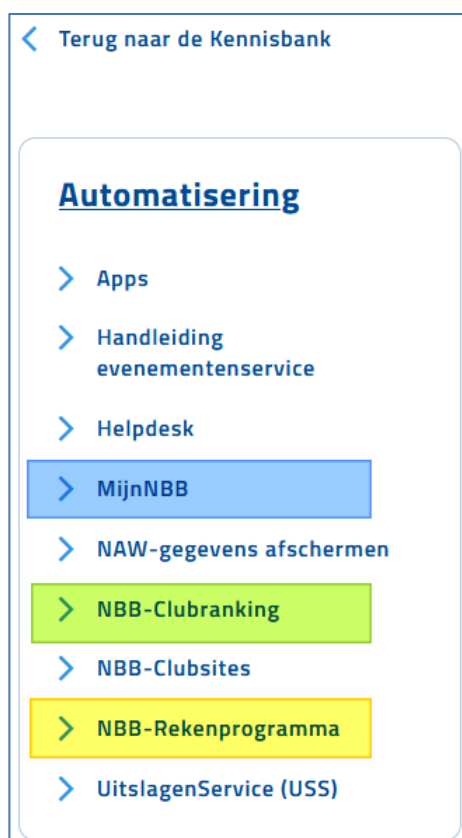 Terug naar de Kennisbank
Automatisering
Apps
Handleiding
evenementenservice
Helpdesk
MijnNBB
NAW-gegevens afschermen
NBB-Clubranking
NBB-Clubsites
NBB-Rekenprogramma
UitslagenService (USS)